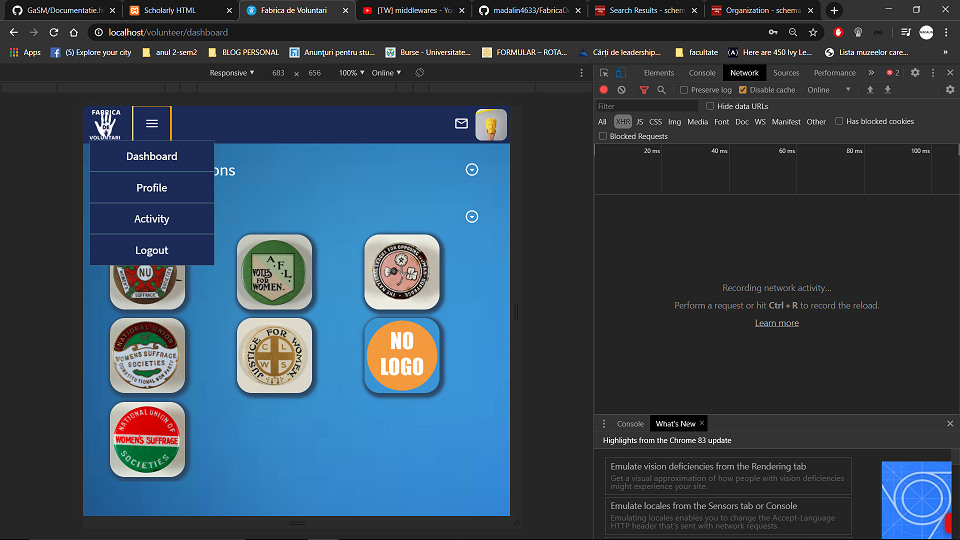 GaSM/Documentatie.h
Scholarly HTML
Fabrica de Voluntari
[TW] middlewares - Yo
madalin4633/FabricaDe
Search Results - schem
Organization - schema.
localhost/volunteer/dashboard
Apps
(5) Explore your city
anul 2-sem2
BLOG PERSONAL
Anunțuri pentru stu...
Burse - Universitate...
FORMULAR – ROTA...
Cărți de leadership...
facultate
Here are 450 Ivy Le...
Lista muzeelor care...
Responsive
683 x 656
100%
Online
Elements
Console
Network
Sources
Performance
2
Preserve log
Disable cache
Online
Filter
Hide data URLs
All
XHR
JS
CSS
Img
Media
Font
Doc
WS
Manifest
Other
Has blocked cookies
Blocked Requests
20 ms
40 ms
60 ms
80 ms
100 ms
FABRICA
DE
VOLUNTARI
Dashboard
Profile
Activity
Logout
ons
NU
SUFFRAGE
A.F.L.
VOTES
FOR
WOMEN.
NATIONAL UNION
WOMEN'S SUFFRAGE
SOCIETIES
JUSTICE FOR WOMEN.
C L
W S
NO
LOGO
NATIONAL UNION OF
WOMEN'S SUFFRAGE
SOCIETIES
Recording network activity...
Perform a request or hit Ctrl + R to record the reload.
Learn more
Console
What's New
Highlights from the Chrome 83 update
Emulate vision deficiencies from the Rendering tab
Get a visual approximation of how people with vision deficiencies
might experience your site.
Emulate locales from the Sensors tab or Console
Emulating locales enables you to change the Accept-Language
HTTP header that's sent with network requests.